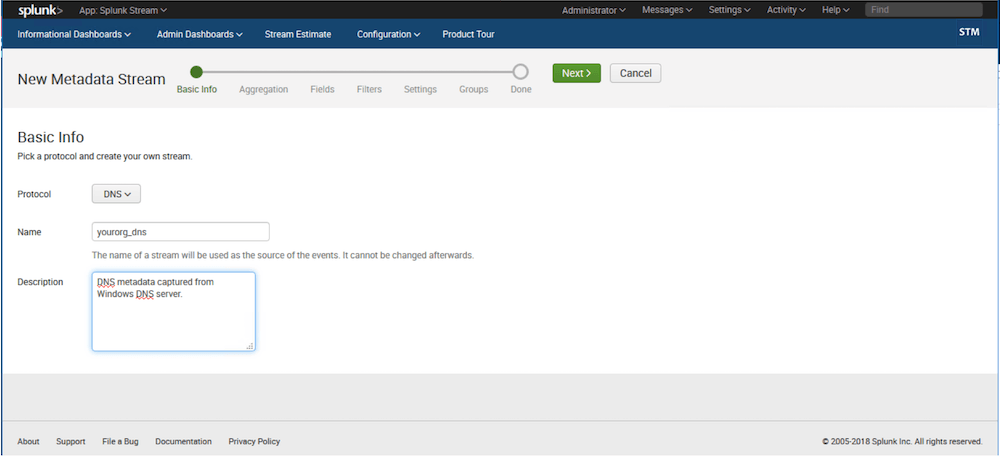 splunk> App: Splunk Stream Administrator Messages Settings Activity Help Find
Informational Dashboards Admin Dashboards Stream Estimate Configuration Product Tour STM
New Metadata Stream Basic Info Aggregation Fields Filters Settings Groups Done Next > Cancel
Basic Info
Pick a protocol and create your own stream.
Protocol DNS
Name yourorg_dns
The name of a stream will be used as the source of the events. It cannot be changed afterwards.
Description DNS metadata captured from
Windows DNS server.
About Support File a Bug Documentation Privacy Policy © 2005-2018 Splunk Inc. All rights reserved.